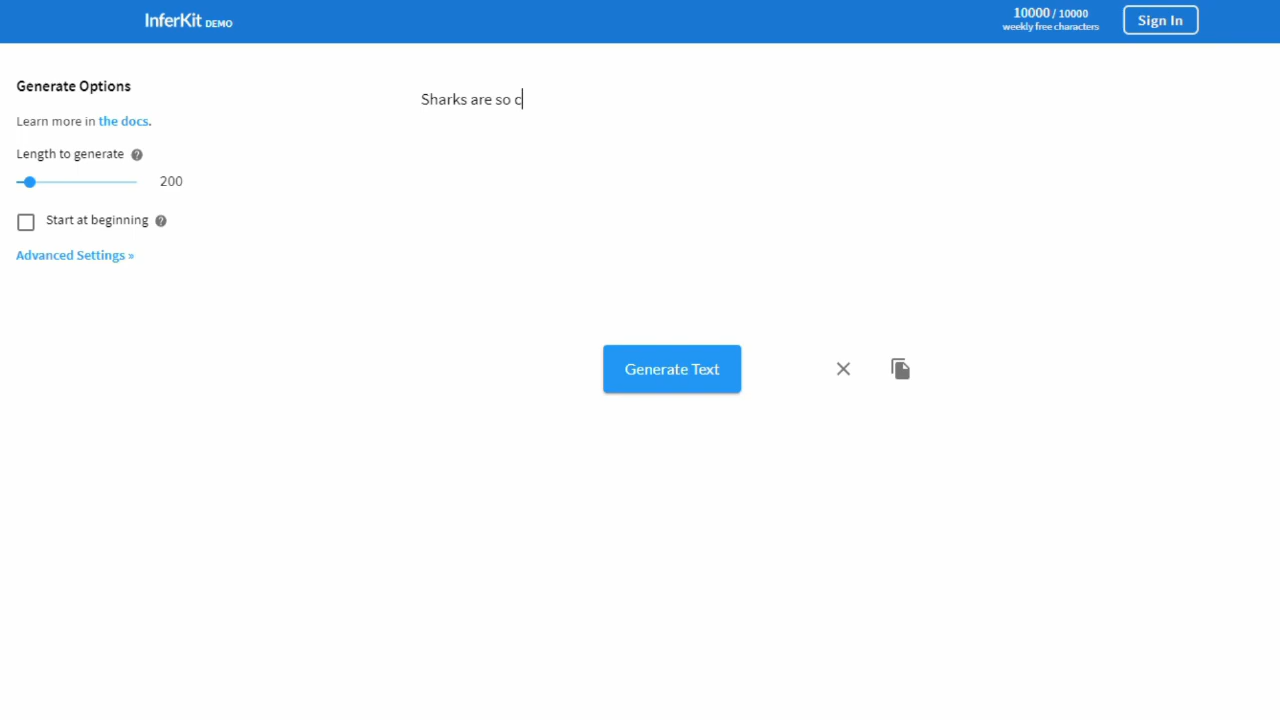 InferKit DEMO
10000 / 10000
weekly free characters
Sign In
Generate Options
Learn more in the docs.
Length to generate
200
Start at beginning
Advanced Settings »
Sharks are so c
Generate Text